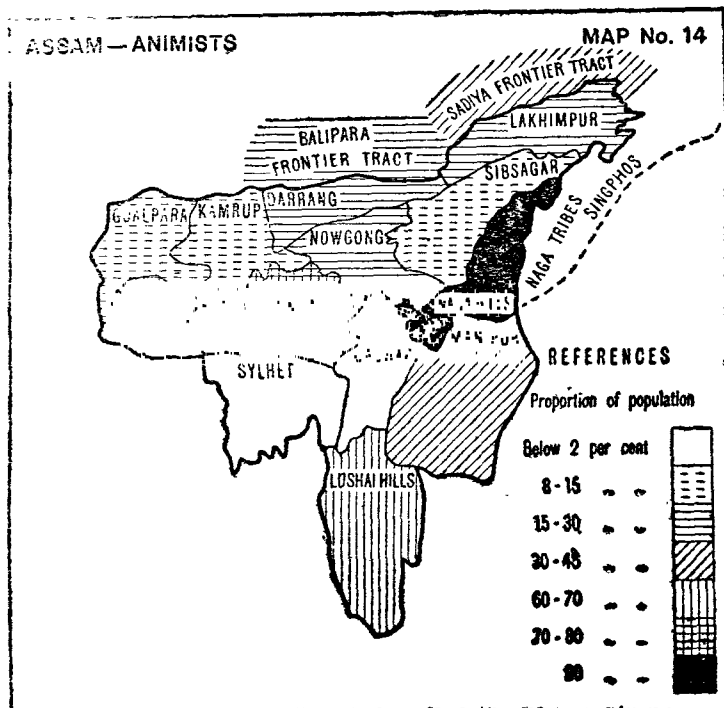 ASSAM — ANIMISTS
MAP No. 14
SADIYA FRONTIER TRACT
LAKHIMPUR
BALIPARA
FRONTIER TRACT
SIBSAGAR
GOALPARA
KAMRUP
DARRANG
NOWGONG
NAGA TRIBES
SINGPHOS
SYLHET
LUSHAI HILLS
REFERENCES
Proportion of population
Below 2 per cent
8-15 " "
15-30 " "
30-45 " "
60-70 " "
70-80 " "
90 " "